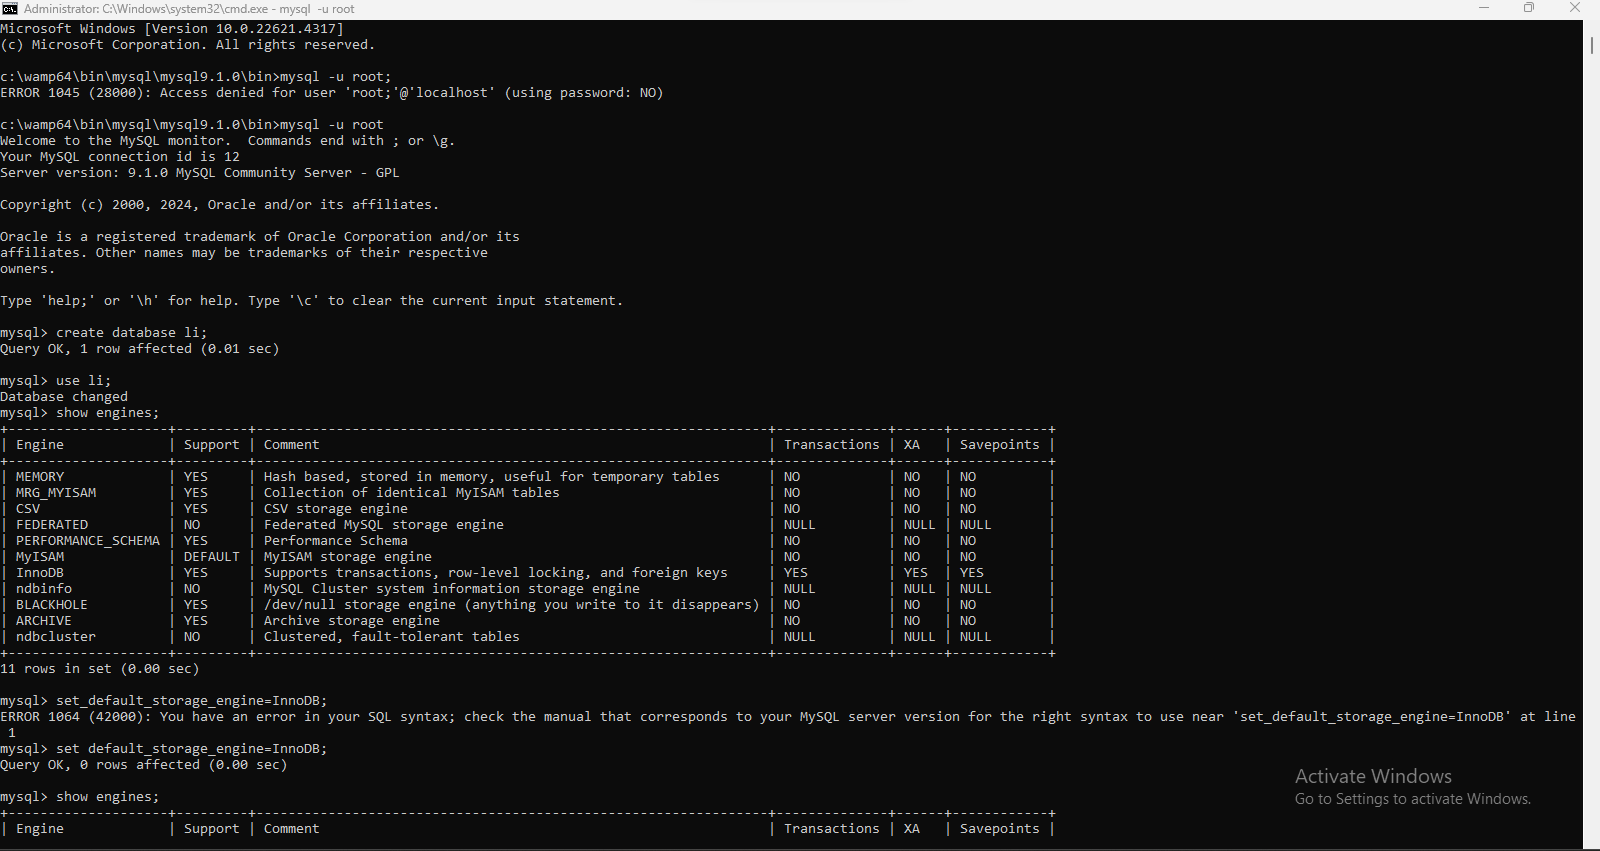 Administrator: C:\Windows\system32\cmd.exe - mysql  -u root
Microsoft Windows [Version 10.0.22621.4317]
(c) Microsoft Corporation. All rights reserved.

c:\wamp64\bin\mysql\mysql9.1.0\bin>mysql -u root;
ERROR 1045 (28000): Access denied for user 'root;'@'localhost' (using password: NO)

c:\wamp64\bin\mysql\mysql9.1.0\bin>mysql -u root
Welcome to the MySQL monitor.  Commands end with ; or \g.
Your MySQL connection id is 12
Server version: 9.1.0 MySQL Community Server - GPL

Copyright (c) 2000, 2024, Oracle and/or its affiliates.

Oracle is a registered trademark of Oracle Corporation and/or its
affiliates. Other names may be trademarks of their respective
owners.

Type 'help;' or '\h' for help. Type '\c' to clear the current input statement.

mysql> create database li;
Query OK, 1 row affected (0.01 sec)

mysql> use li;
Database changed
mysql> show engines;
+--------------------+---------+----------------------------------------------------------------+--------------+------+------------+
| Engine             | Support | Comment                                                        | Transactions | XA   | Savepoints |
+--------------------+---------+----------------------------------------------------------------+--------------+------+------------+
| MEMORY             | YES     | Hash based, stored in memory, useful for temporary tables      | NO           | NO   | NO         |
| MRG_MYISAM         | YES     | Collection of identical MyISAM tables                          | NO           | NO   | NO         |
| CSV                | YES     | CSV storage engine                                             | NO           | NO   | NO         |
| FEDERATED          | NO      | Federated MySQL storage engine                                 | NULL         | NULL | NULL       |
| PERFORMANCE_SCHEMA | YES     | Performance Schema                                             | NO           | NO   | NO         |
| MyISAM             | DEFAULT | MyISAM storage engine                                          | NO           | NO   | NO         |
| InnoDB             | YES     | Supports transactions, row-level locking, and foreign keys     | YES          | YES  | YES        |
| ndbinfo            | NO      | MySQL Cluster system information storage engine                | NULL         | NULL | NULL       |
| BLACKHOLE          | YES     | /dev/null storage engine (anything you write to it disappears) | NO           | NO   | NO         |
| ARCHIVE            | YES     | Archive storage engine                                         | NO           | NO   | NO         |
| ndbcluster         | NO      | Clustered, fault-tolerant tables                               | NULL         | NULL | NULL       |
+--------------------+---------+----------------------------------------------------------------+--------------+------+------------+
11 rows in set (0.00 sec)

mysql> set_default_storage_engine=InnoDB;
ERROR 1064 (42000): You have an error in your SQL syntax; check the manual that corresponds to your MySQL server version for the right syntax to use near 'set_default_storage_engine=InnoDB' at line
 1
mysql> set default_storage_engine=InnoDB;
Query OK, 0 rows affected (0.00 sec)

mysql> show engines;
+--------------------+---------+----------------------------------------------------------------+--------------+------+------------+
| Engine             | Support | Comment                                                        | Transactions | XA   | Savepoints |
Activate Windows
Go to Settings to activate Windows.